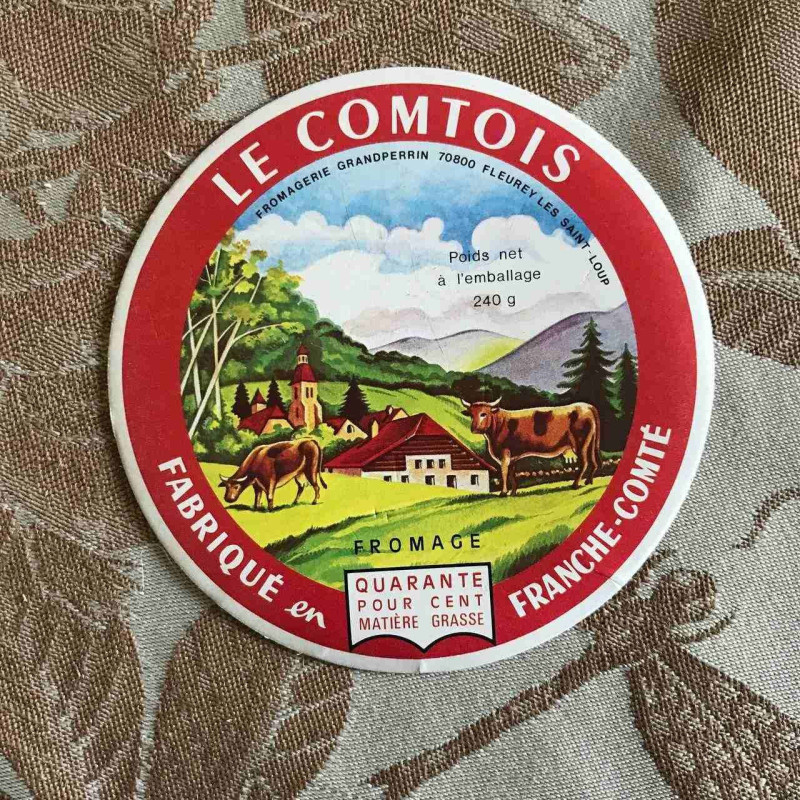 LE COMTOIS
FROMAGERIE GRANDPERRIN 70800 FLEUREY LES SAINT-LOUP
Poids net
à l'emballage
240 g
FROMAGE
QUARANTE
POUR CENT
MATIÈRE GRASSE
FABRIQUÉ en FRANCHE-COMTÉ